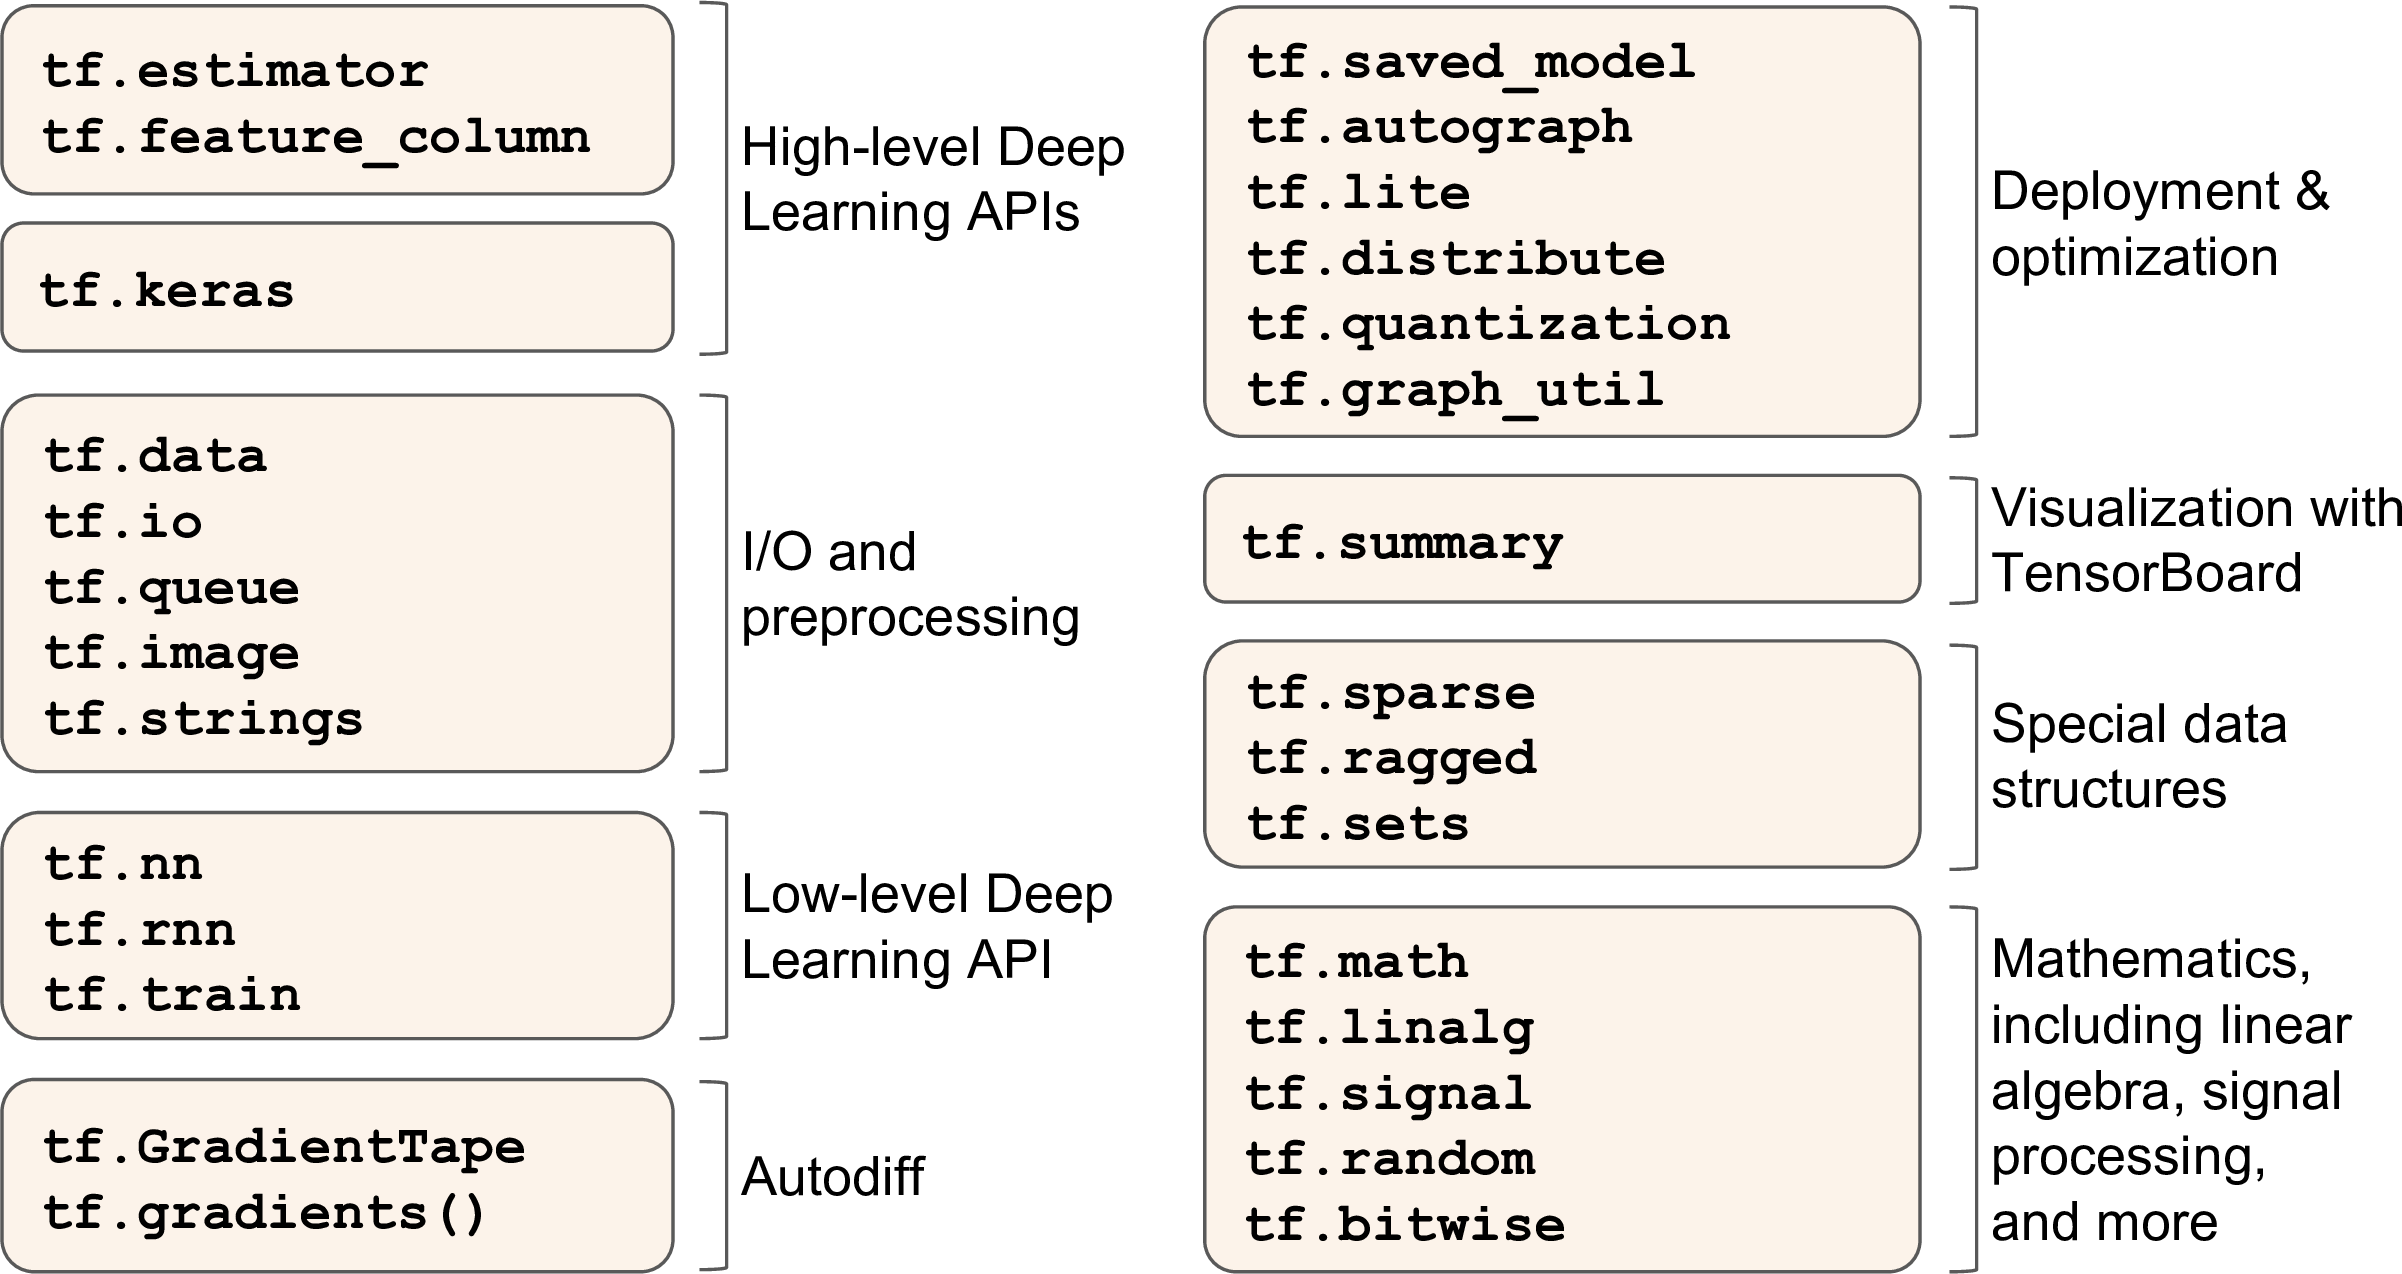 tf.estimator
tf.feature_column
tf.keras
High-level Deep
Learning APIs
tf.data
tf.io
tf.queue
tf.image
tf.strings
I/O and
preprocessing
tf.nn
tf.rnn
tf.train
Low-level Deep
Learning API
tf.GradientTape
tf.gradients()
Autodiff
tf.saved_model
tf.autograph
tf.lite
tf.distribute
tf.quantization
tf.graph_util
Deployment &
optimization
tf.summary
Visualization with
TensorBoard
tf.sparse
tf.ragged
tf.sets
Special data
structures
tf.math
tf.linalg
tf.signal
tf.random
tf.bitwise
Mathematics,
including linear
algebra, signal
processing,
and more